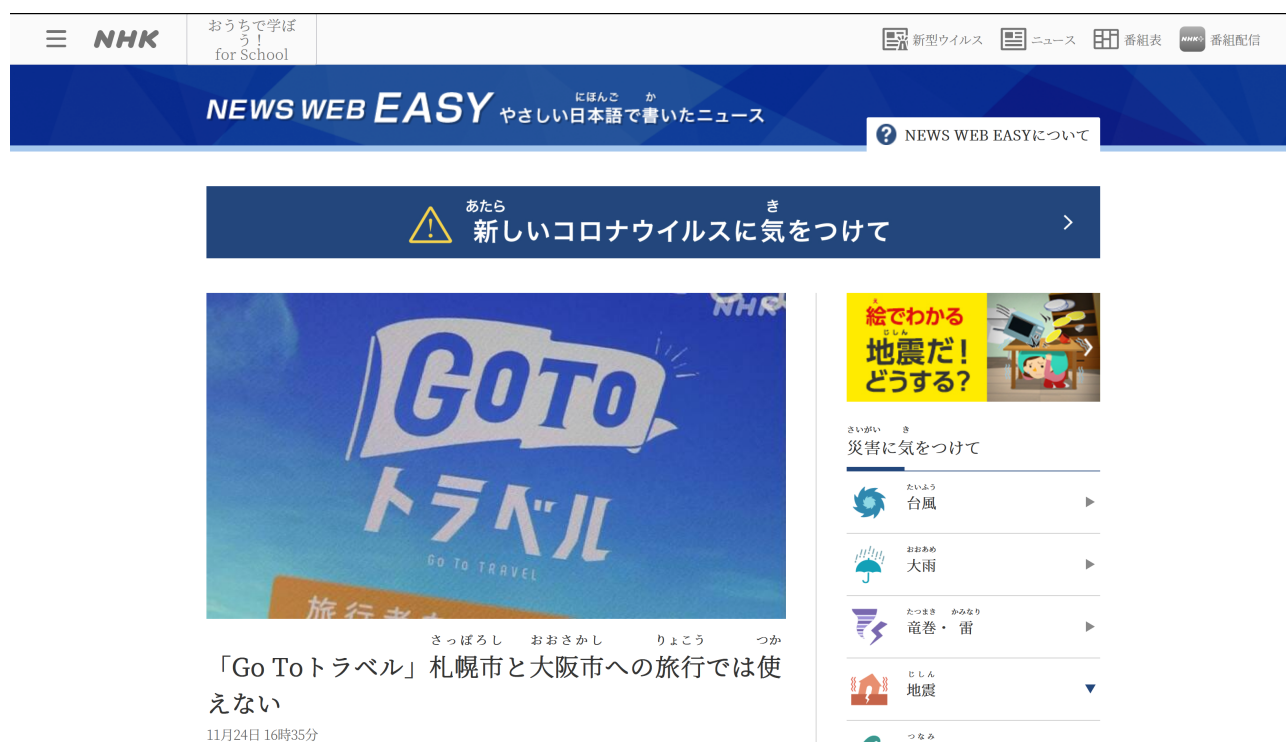 NHK
おうちで学ぼ
う！
for School
新型ウイルス
ニュース
番組表
NHK+
番組配信
NEWS WEB EASY やさしい日本語で書いたニュース
にほんご か
? NEWS WEB EASYについて
あたら き
新しいコロナウイルスに気をつけて
NHK
GOTO
トラベル
GO TO TRAVEL
旅行者
さっぽろし おおさかし りょこう つか
「Go Toトラベル」札幌市と大阪市への旅行では使
えない
11月24日 16時35分
え
絵でわかる
じしん
地震だ!
どうする?
さいがい き
災害に気をつけて
たいふう
台風
おおあめ
大雨
たつまき かみなり
竜巻・ 雷
じしん
地震
つなみ